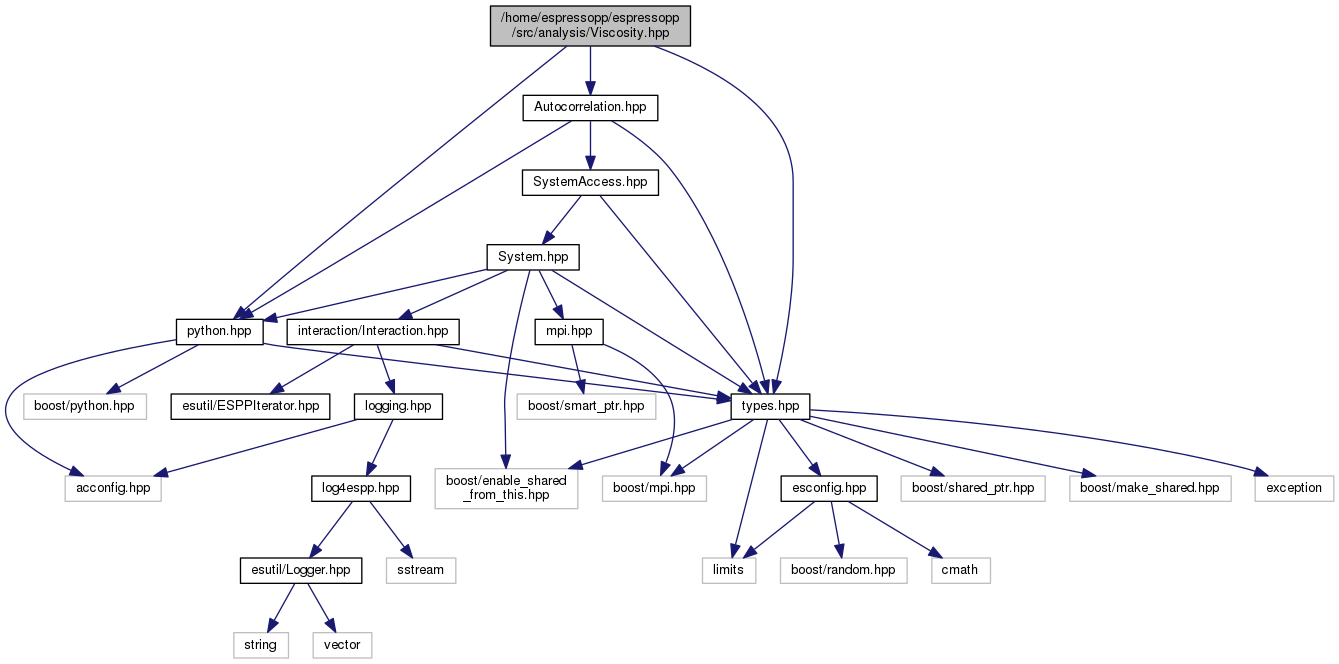 /home/espressopp/espressopp
/src/analysis/Viscosity.hpp
Autocorrelation.hpp
SystemAccess.hpp
System.hpp
python.hpp
interaction/Interaction.hpp
mpi.hpp
boost/python.hpp
esutil/ESPPIterator.hpp
logging.hpp
boost/smart_ptr.hpp
types.hpp
acconfig.hpp
log4espp.hpp
boost/enable_shared
_from_this.hpp
boost/mpi.hpp
esconfig.hpp
boost/shared_ptr.hpp
boost/make_shared.hpp
exception
esutil/Logger.hpp
sstream
limits
boost/random.hpp
cmath
string
vector